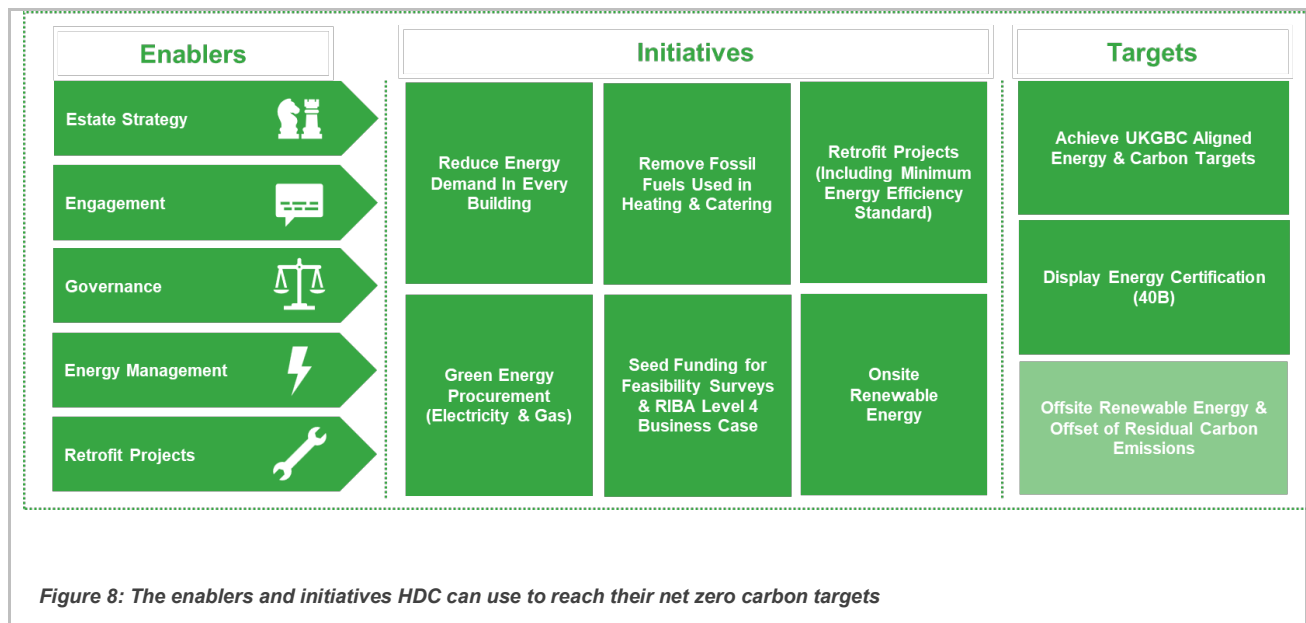 Enablers
Estate Strategy
Engagement
Governance
Energy Management
Retrofit Projects
Initiatives
Reduce Energy
Demand In Every
Building
Remove Fossil
Fuels Used in
Heating & Catering
Retrofit Projects
(Including Minimum
Energy Efficiency
Standard)
Green Energy
Procurement
(Electricity & Gas)
Seed Funding for
Feasibility Surveys
& RIBA Level 4
Business Case
Onsite
Renewable
Energy
Targets
Achieve UKGBC Aligned
Energy & Carbon Targets
Display Energy Certification
(40B)
Offsite Renewable Energy &
Offset of Residual Carbon
Emissions
Figure 8: The enablers and initiatives HDC can use to reach their net zero carbon targets